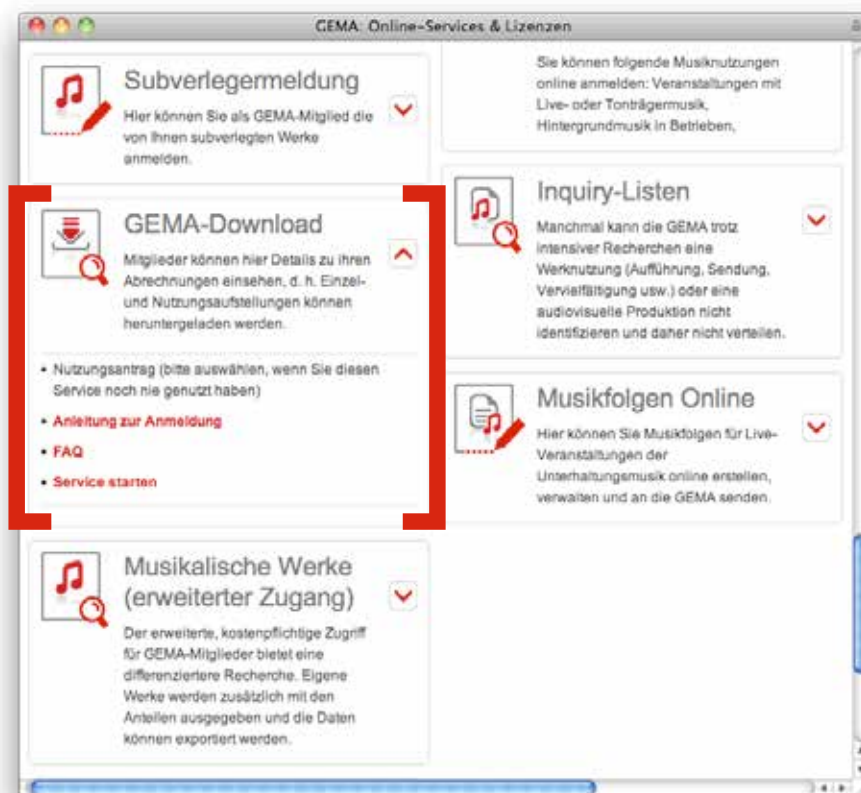 GEMA: Online-Services & Lizenzen
Subverlegermeldung
Hier können Sie als GEMA-Mitglied die
von Ihnen subverlegten Werke
anmelden.
GEMA-Download
Mitglieder können hier Details zu ihren
Abrechnungen einsehen, d. h. Einzel-
und Nutzungsaufstellungen können
heruntergeladen werden.
• Nutzungsantrag (bitte auswählen, wenn Sie diesen
Service noch nie genutzt haben)
• Anleitung zur Anmeldung
• FAQ
• Service starten
Musikalische Werke
(erweiterter Zugang)
Der erweiterte, kostenpflichtige Zugriff
für GEMA-Mitglieder bietet eine
differenziertere Recherche. Eigene
Werke werden zusätzlich mit den
Anteilen ausgegeben und die Daten
können exportiert werden.
Sie können folgende Musiknutzungen
online anmelden: Veranstaltungen mit
Live- oder Tonträgermusik,
Hintergrundmusik in Betrieben,
Inquiry-Listen
Manchmal kann die GEMA trotz
intensiver Recherchen eine
Werknutzung (Aufführung, Sendung,
Vervielfältigung usw.) oder eine
audiovisuelle Produktion nicht
identifizieren und daher nicht verteilen.
Musikfolgen Online
Hier können Sie Musikfolgen für Live-
Veranstaltungen der
Unterhaltungsmusik online erstellen,
verwalten und an die GEMA senden.